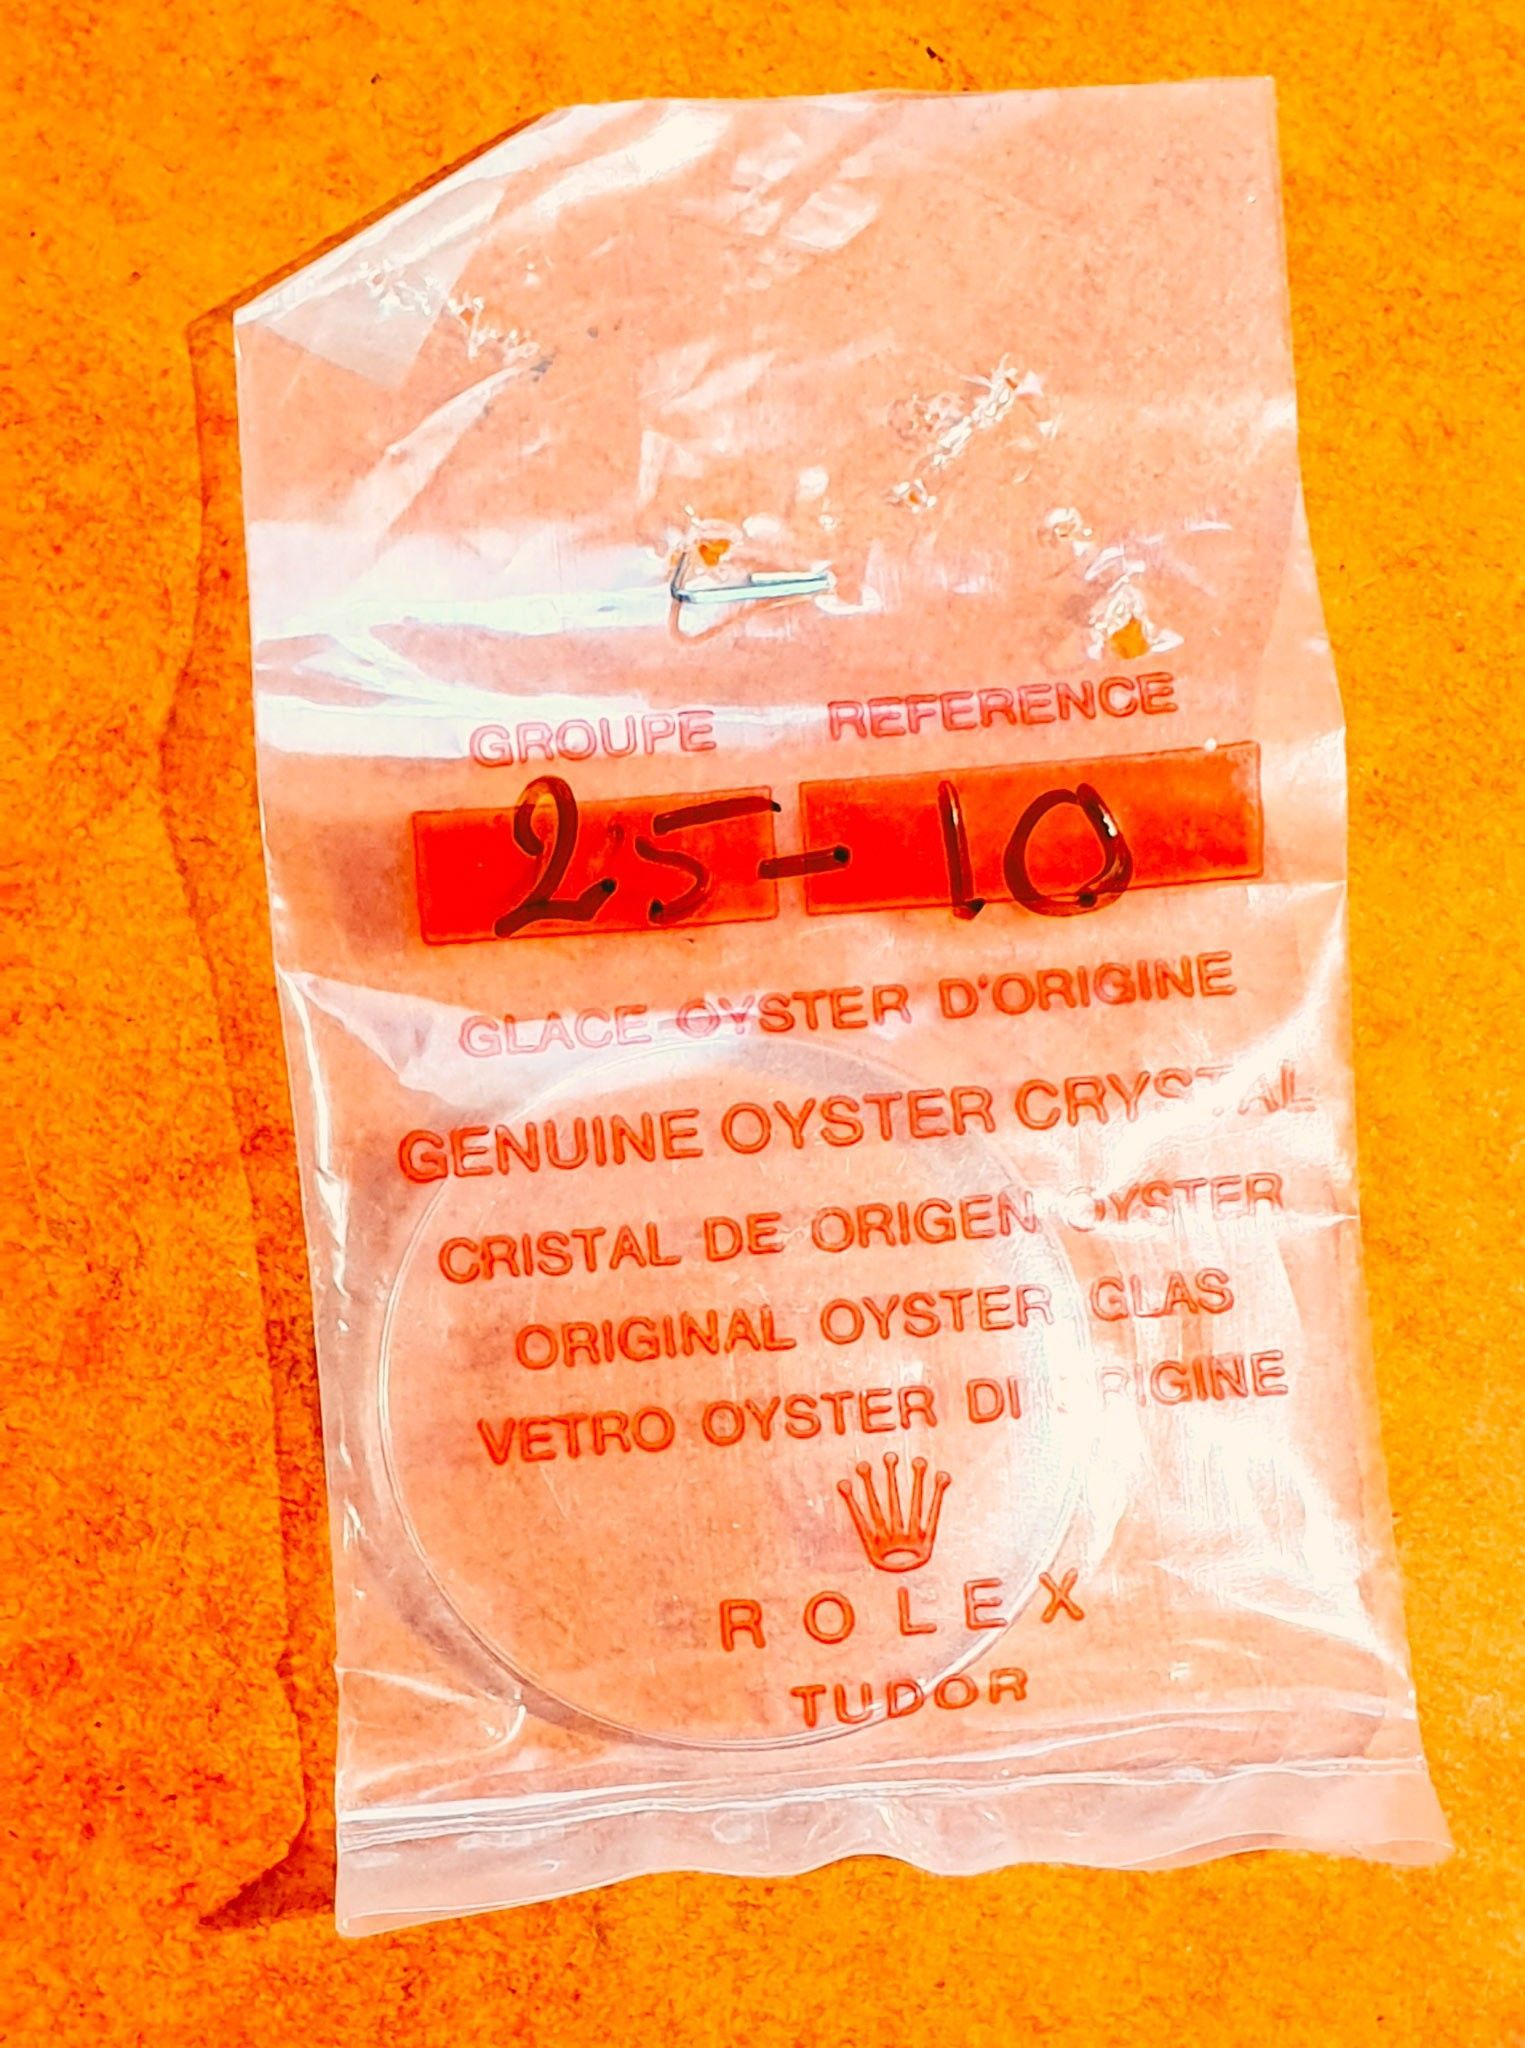 GROUPE REFERENCE
25 - 10
GLACE OYSTER D'ORIGINE
GENUINE OYSTER CRYSTAL
CRISTAL DE ORIGEN OYSTER
ORIGINAL OYSTER GLAS
VETRO OYSTER DI ORIGINE
ROLEX
TUDOR